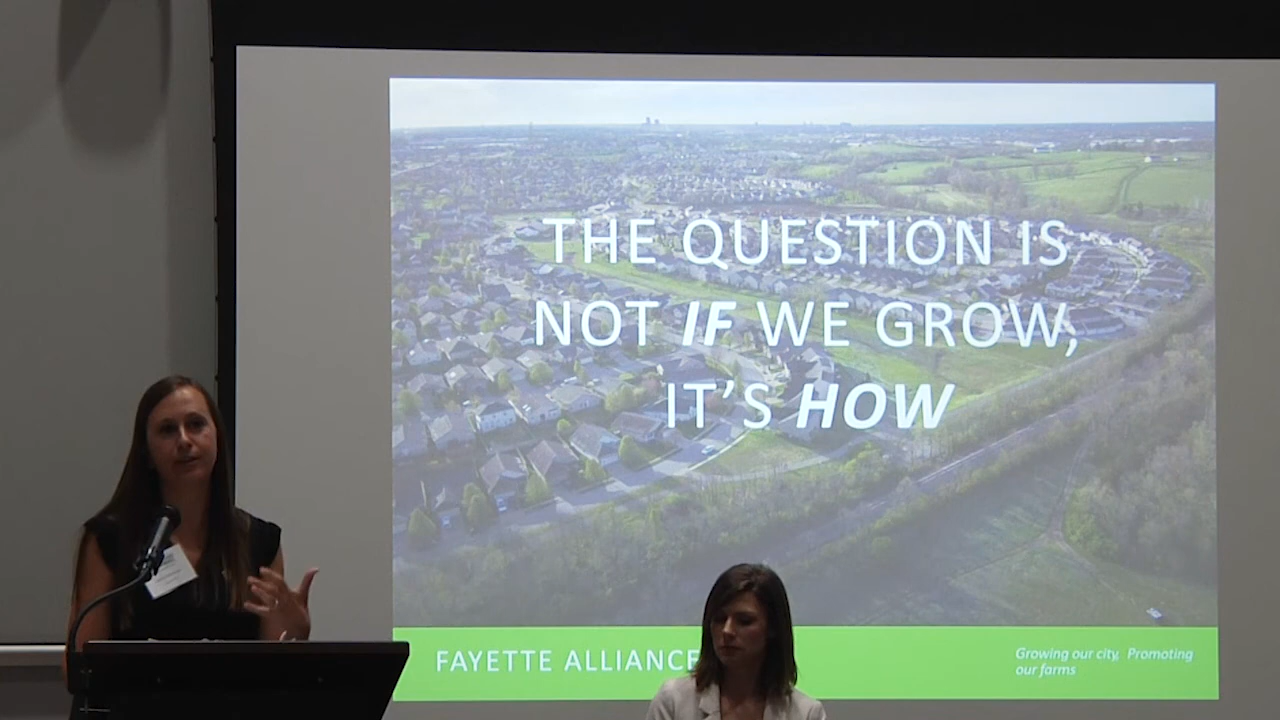 THE QUESTION IS
NOT IF WE GROW,
IT'S HOW
FAYETTE ALLIANCE
Growing our city, Promoting
our farms